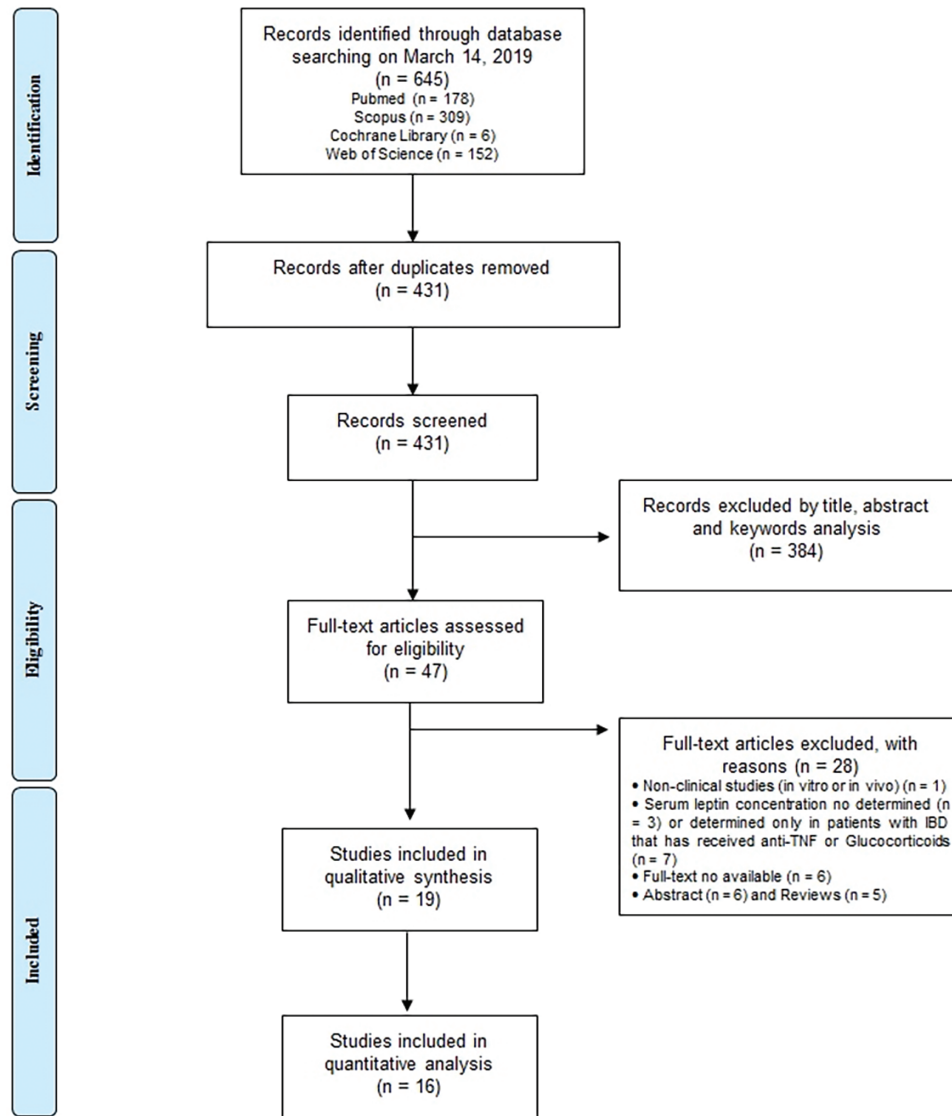 Identification
Records identified through database
searching on March 14, 2019
(n = 645)
Pubmed (n = 178)
Scopus (n = 309)
Cochrane Library (n = 6)
Web of Science (n = 152)
Screening
Records after duplicates removed
(n = 431)
Records screened
(n = 431)
Eligibility
Records excluded by title, abstract
and keywords analysis
(n = 384)
Full-text articles assessed
for eligibility
(n = 47)
Full-text articles excluded, with
reasons (n = 28)
• Non-clinical studies (in vitro or in vivo) (n = 1)
• Serum leptin concentration no determined (n
= 3) or determined only in patients with IBD
that has received anti-TNF or Glucocorticoids
(n = 7)
• Full-text no available (n = 6)
• Abstract (n = 6) and Reviews (n = 5)
Included
Studies included in
qualitative synthesis
(n = 19)
Studies included in
quantitative analysis
(n = 16)